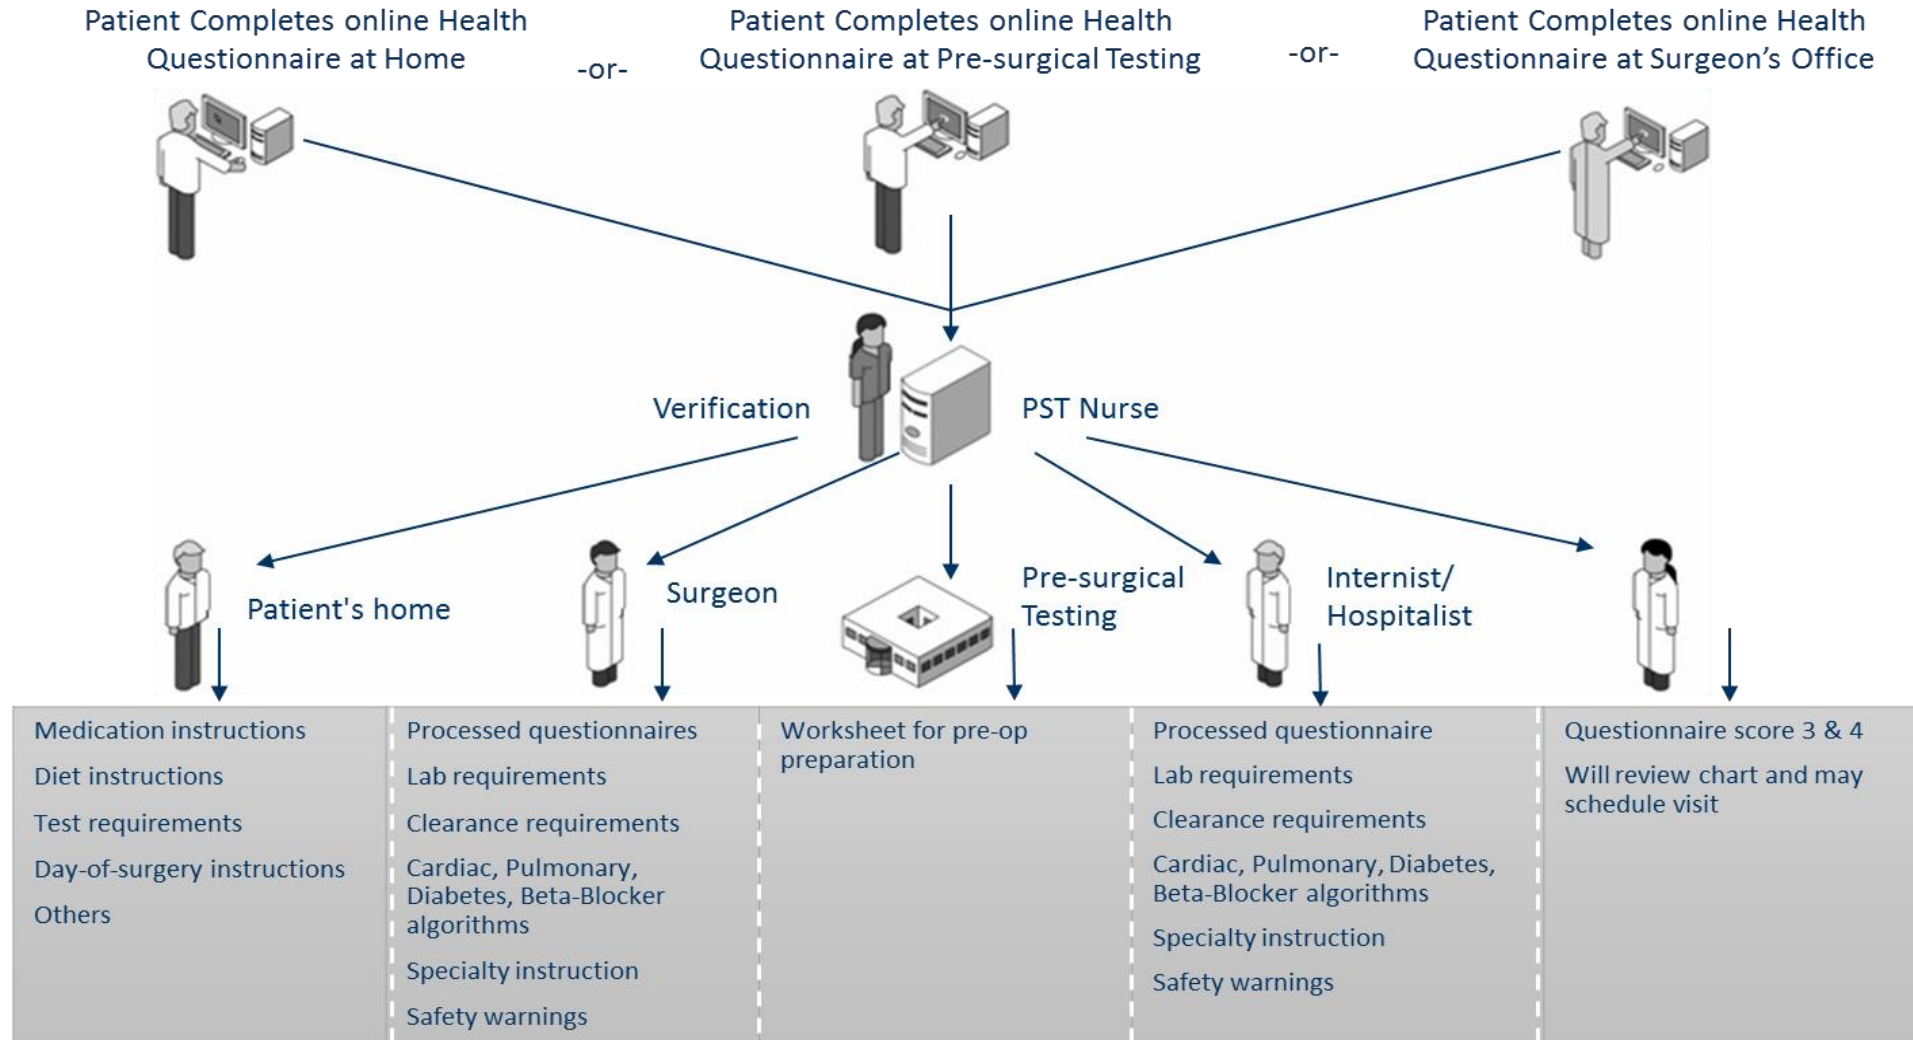 Patient Completes online Health
Questionnaire at Home
-or-
Patient Completes online Health
Questionnaire at Pre-surgical Testing
-or-
Patient Completes online Health
Questionnaire at Surgeon’s Office
Verification
PST Nurse
Patient's home
Surgeon
Pre-surgical
Testing
Internist/
Hospitalist
Medication instructions
Diet instructions
Test requirements
Day-of-surgery instructions
Others
Processed questionnaires
Lab requirements
Clearance requirements
Cardiac, Pulmonary,
Diabetes, Beta-Blocker
algorithms
Specialty instruction
Safety warnings
Worksheet for pre-op
preparation
Processed questionnaire
Lab requirements
Clearance requirements
Cardiac, Pulmonary, Diabetes,
Beta-Blocker algorithms
Specialty instruction
Safety warnings
Questionnaire score 3 & 4
Will review chart and may
schedule visit